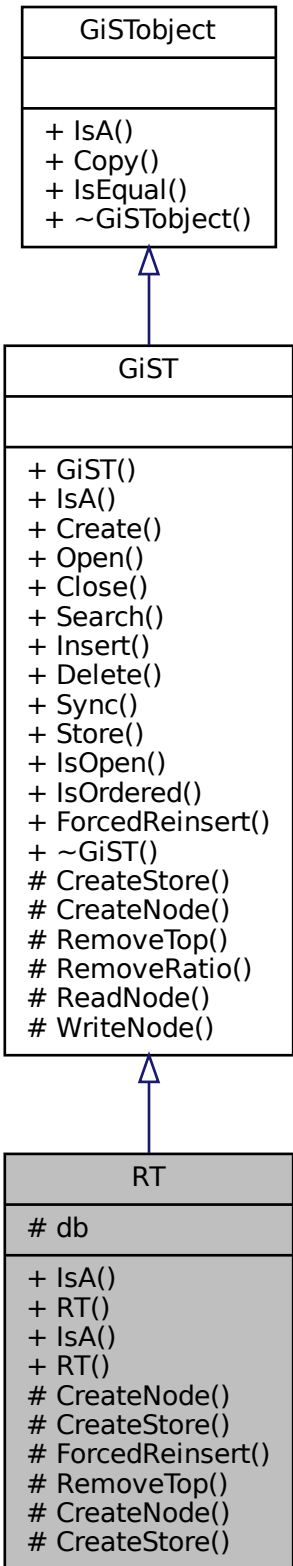 GiSTobject
+ IsA()
+ Copy()
+ IsEqual()
+ ~GiSTobject()
GiST
+ GiST()
+ IsA()
+ Create()
+ Open()
+ Close()
+ Search()
+ Insert()
+ Delete()
+ Sync()
+ Store()
+ IsOpen()
+ IsOrdered()
+ ForcedReinsert()
+ ~GiST()
# CreateStore()
# CreateNode()
# RemoveTop()
# RemoveRatio()
# ReadNode()
# WriteNode()
RT
# db
+ IsA()
+ RT()
+ IsA()
+ RT()
# CreateNode()
# CreateStore()
# ForcedReinsert()
# RemoveTop()
# CreateNode()
# CreateStore()